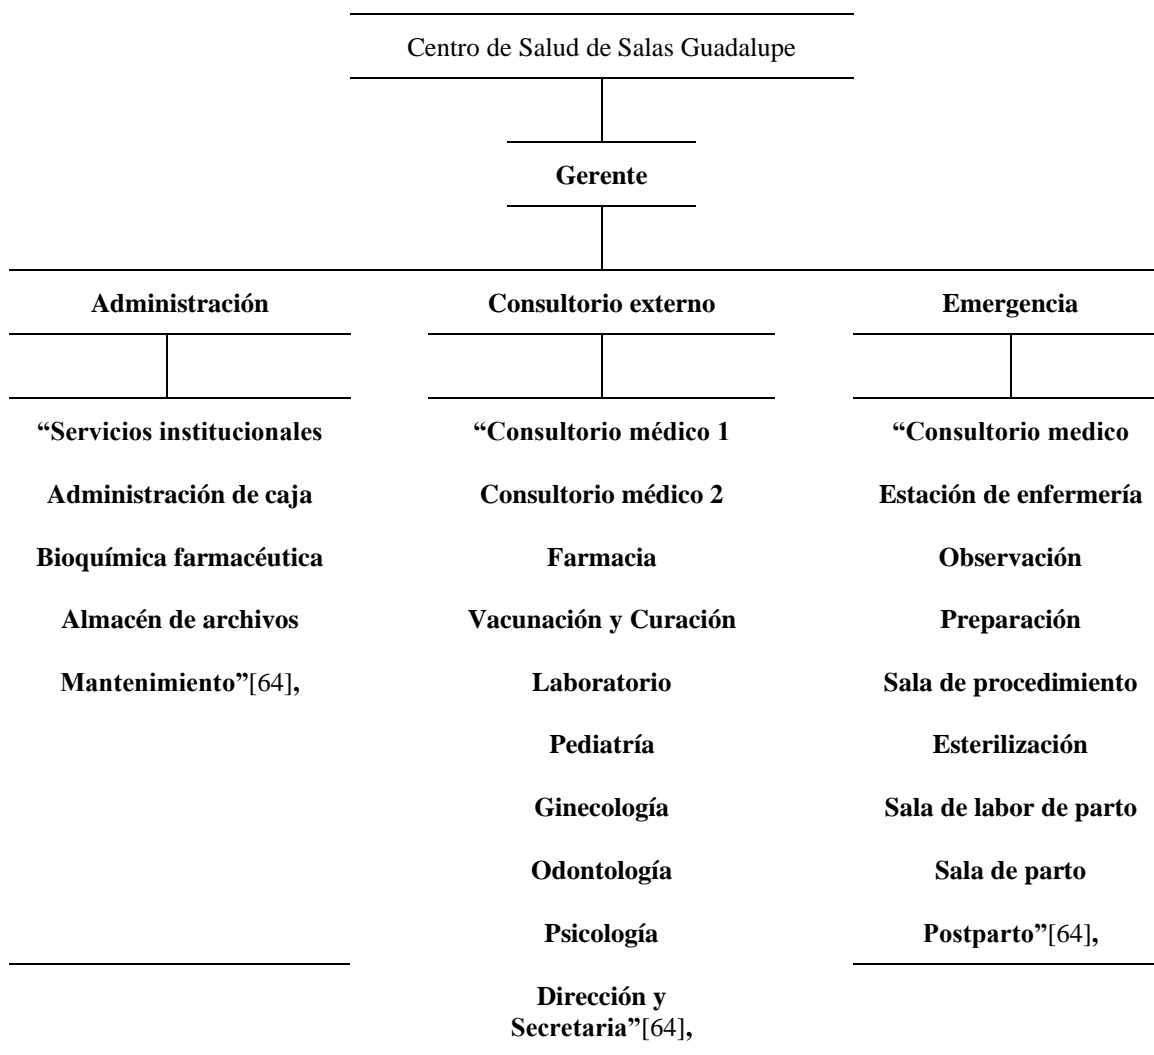 Centro de Salud de Salas Guadalupe
Gerente
Administración
Consultorio externo
Emergencia
“Servicios institucionales
Administración de caja
Bioquímica farmacéutica
Almacén de archivos
Mantenimiento”[64],
“Consultorio médico 1
Consultorio médico 2
Farmacia
Vacunación y Curación
Laboratorio
Pediatría
Ginecología
Odontología
Psicología
Dirección y
Secretaria”[64],
“Consultorio medico
Estación de enfermería
Observación
Preparación
Sala de procedimiento
Esterilización
Sala de labor de parto
Sala de parto
Postparto”[64],